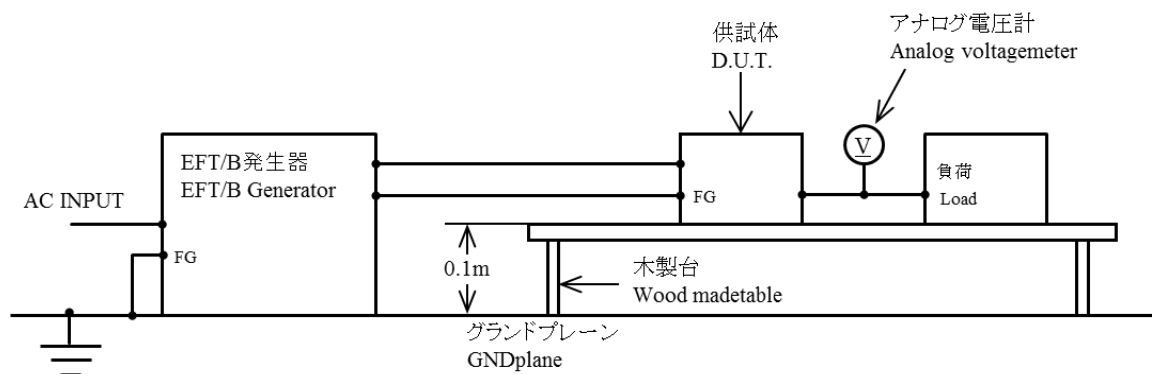 供試体
D.U.T.
アナログ電圧計
Analog voltagemeter
EFT/B発生器
EFT/B Generator
V
負荷
Load
AC INPUT
FG
FG
0.1m
木製台
Wood madetable
グランドプレーン
GNDplane